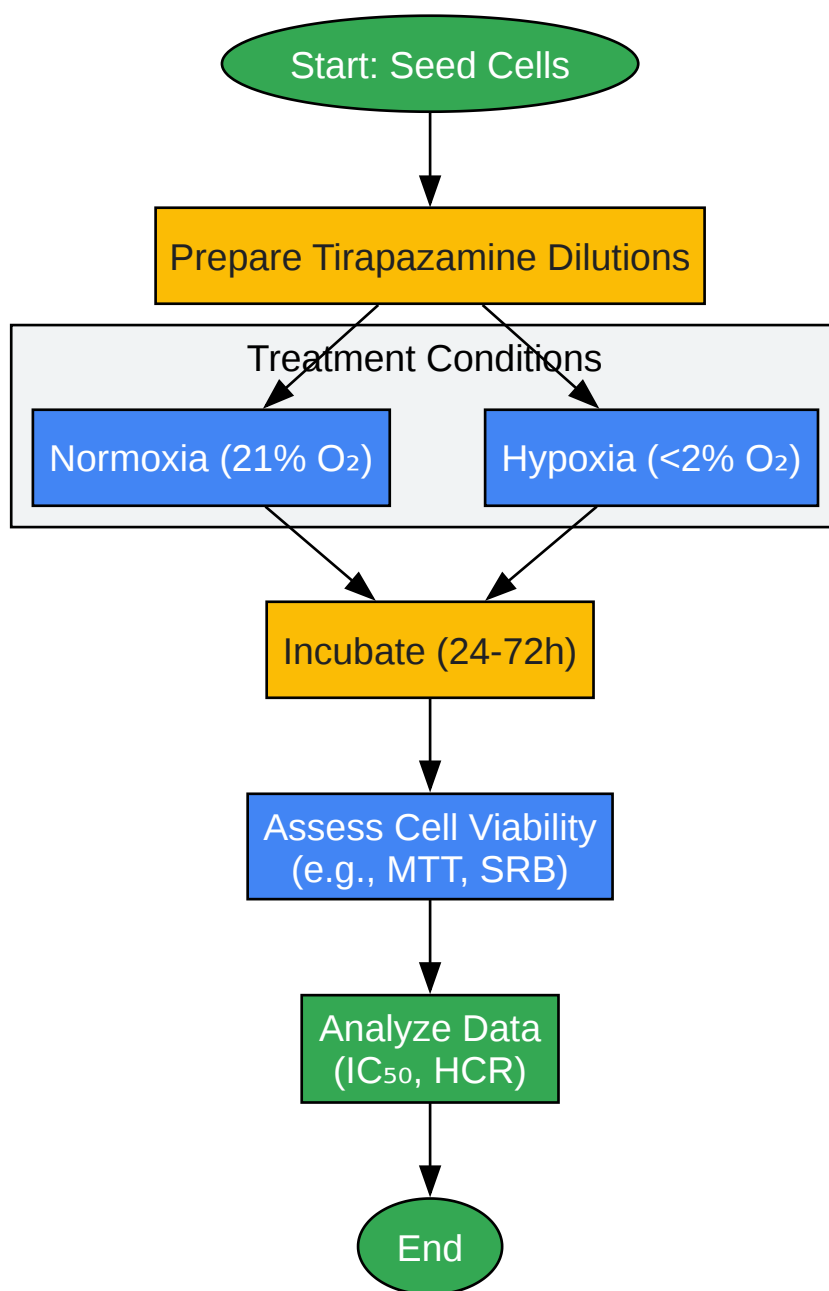 Start: Seed Cells
Prepare Tirapazamine Dilutions
Treatment Conditions
Normoxia (21% O₂)
Hypoxia (<2% O₂)
Incubate (24-72h)
Assess Cell Viability
(e.g., MTT, SRB)
Analyze Data
(IC₅₀, HCR)
End